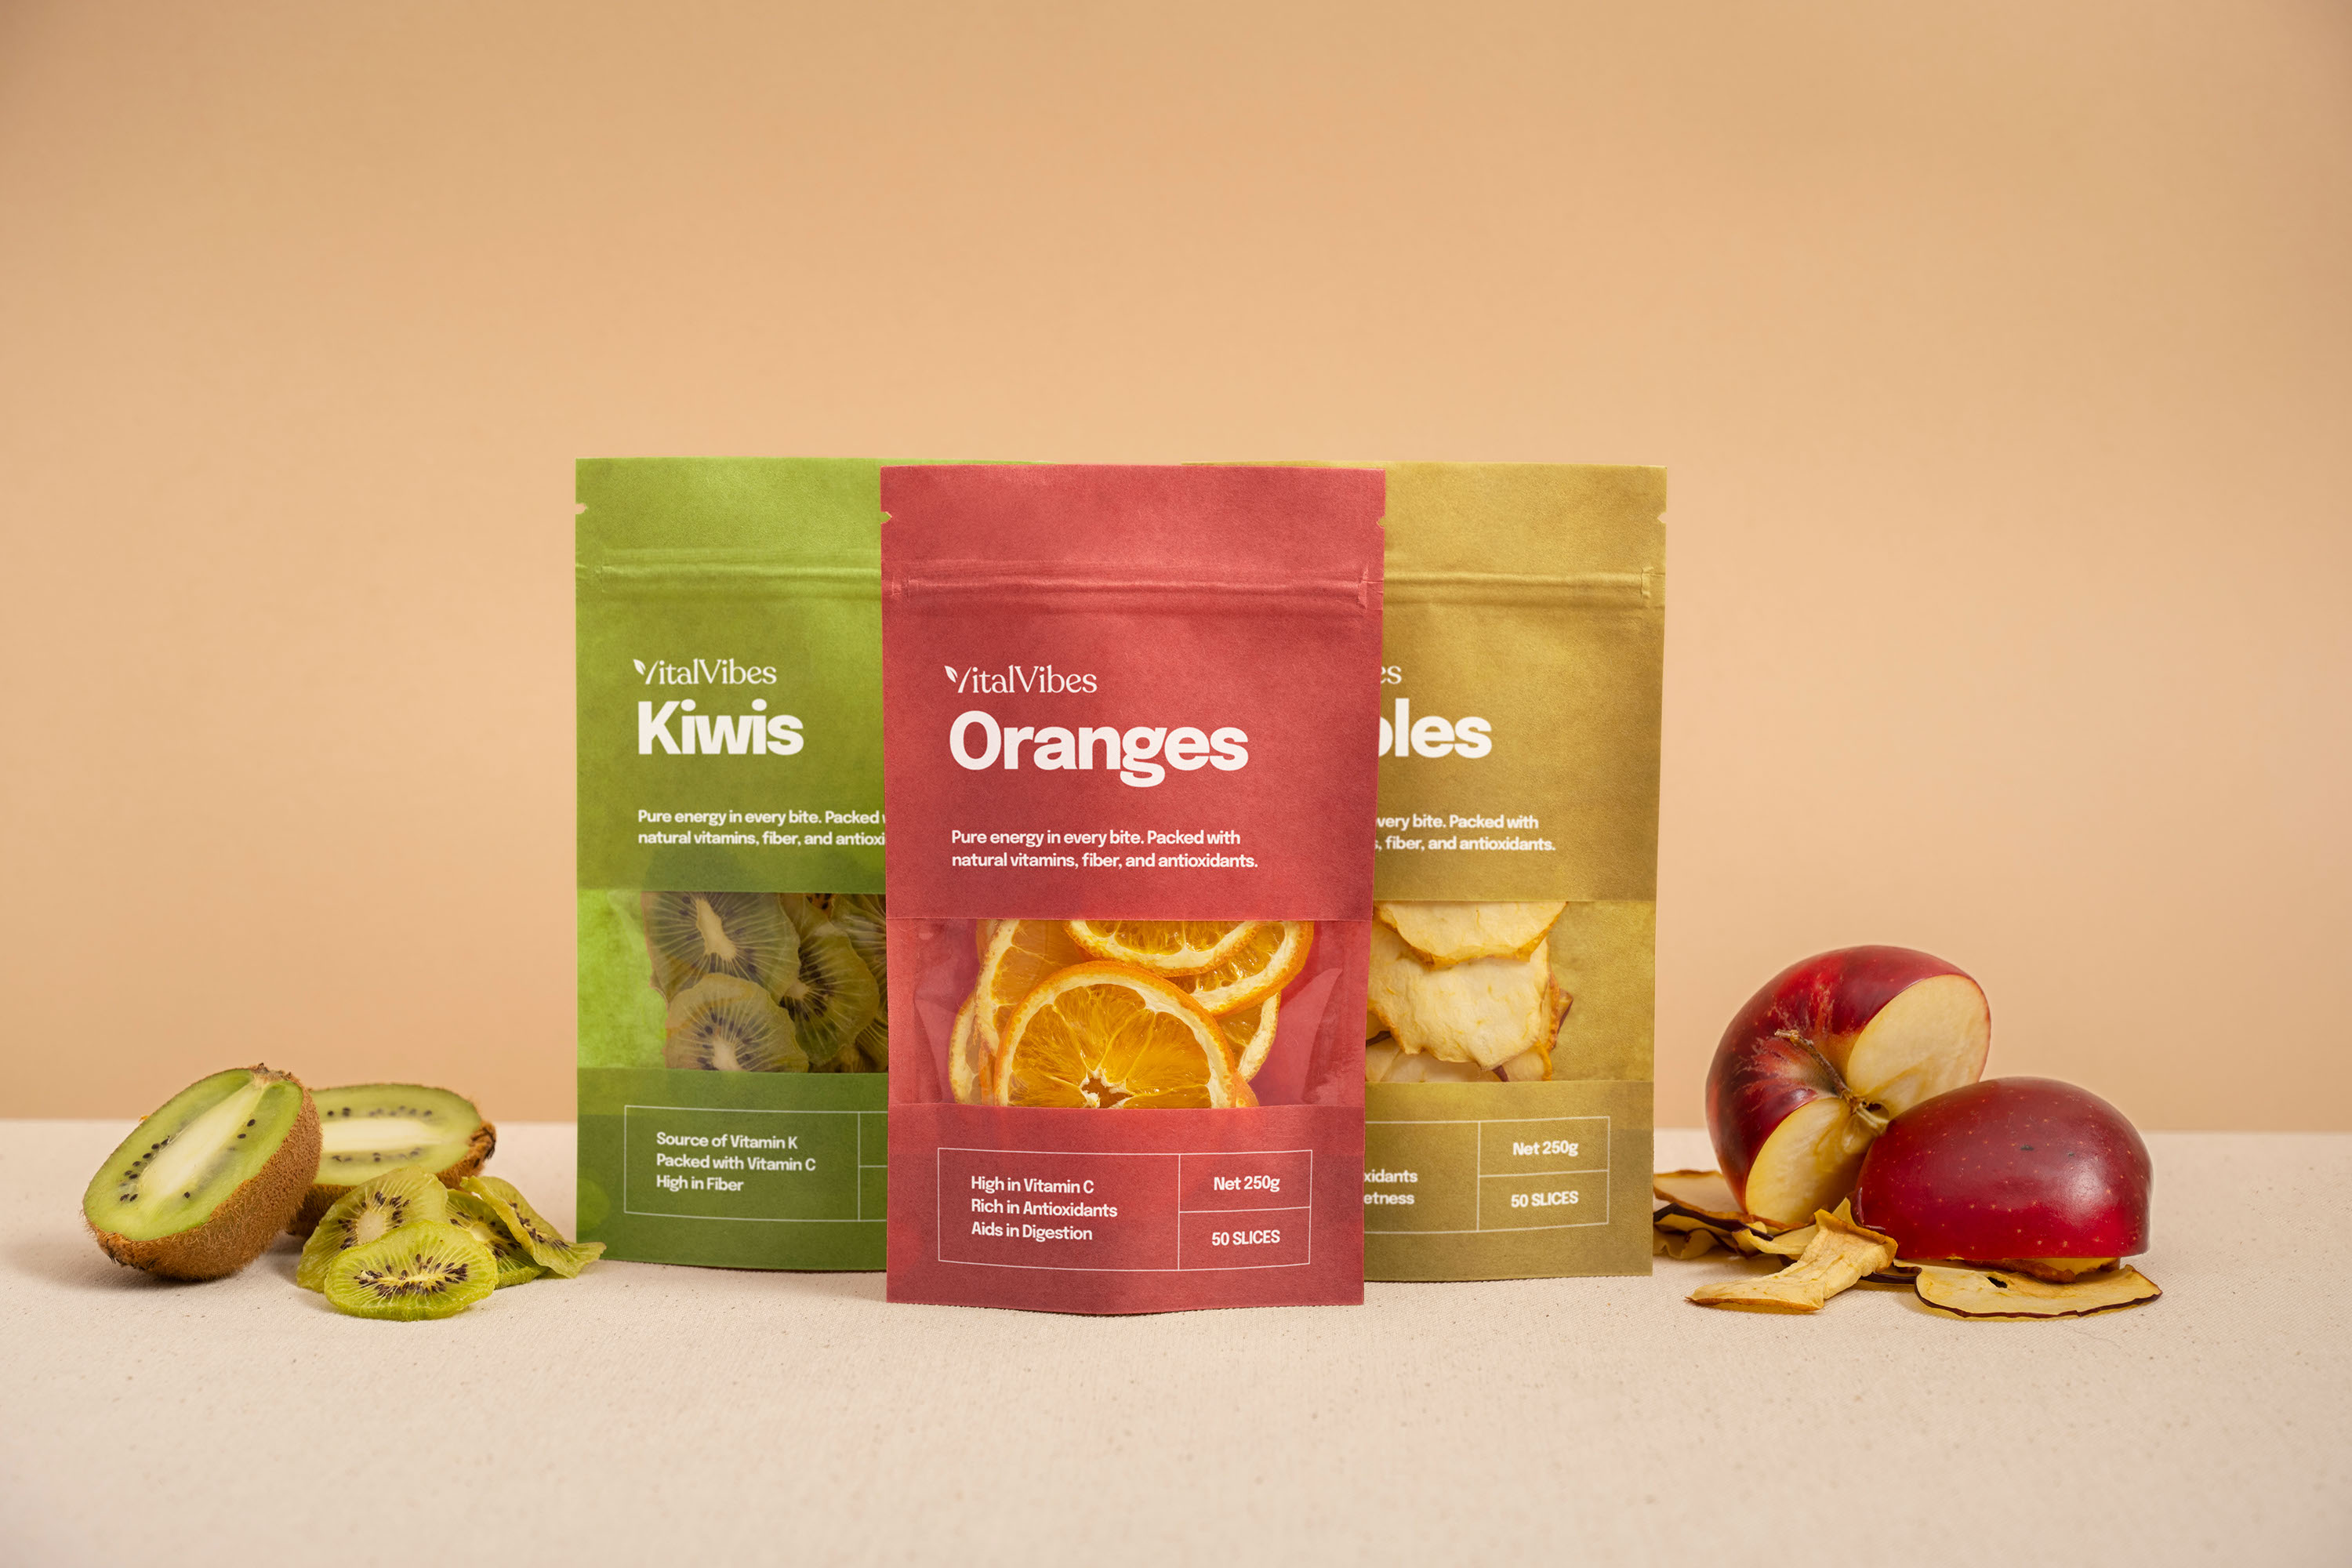 VitalVibes
Kiwis
Pure energy in every bite. Packed
natural vitamins, fiber, and
Source of Vitamin K
Packed with Vitamin C
High in Fiber
VitalVibes
Oranges
Pure energy in every bite. Packed with
natural vitamins, fiber, and antioxidants.
High in Vitamin C
Rich in Antioxidants
Aids in Digestion
Net 250g
50 SLICES
bite. Packed with
fiber, and antioxidants.
Net 250g
50 SLICES